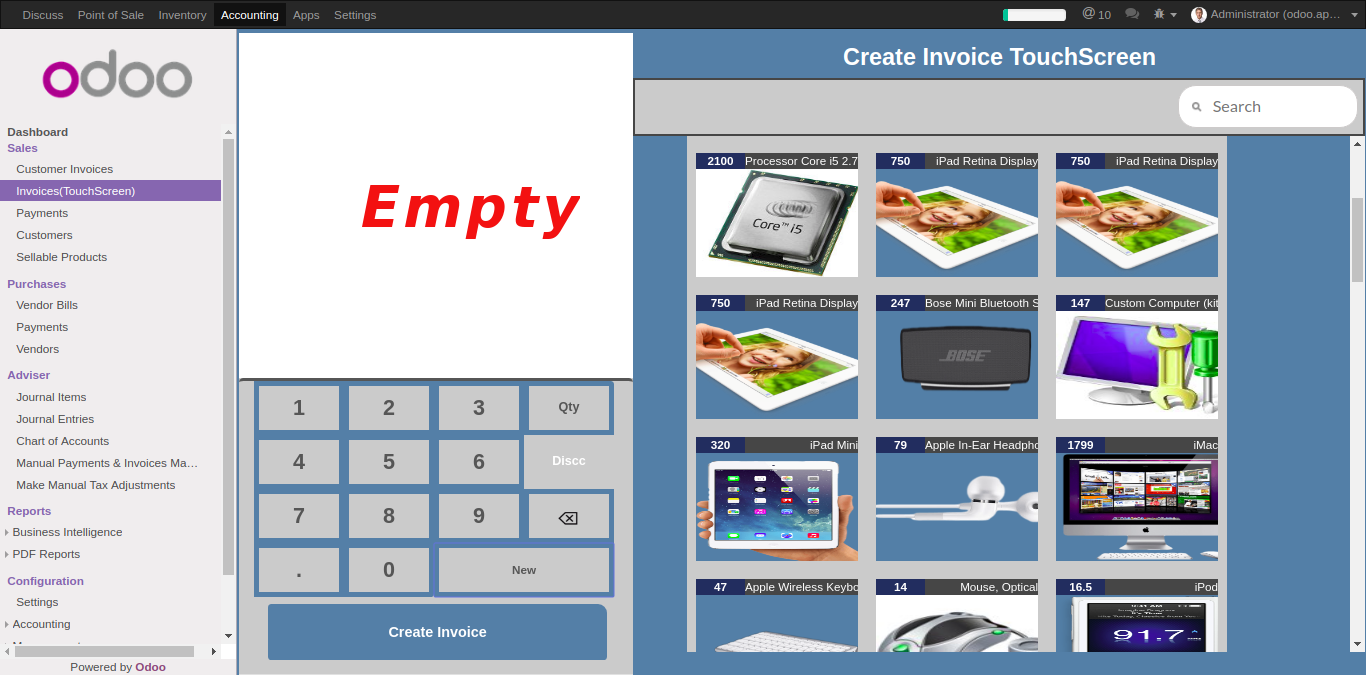 Discuss Point of Sale Inventory Accounting Apps Settings @ 10 Administrator (odoo.ap…
odoo
Dashboard
Sales
Customer Invoices
Invoices(TouchScreen)
Payments
Customers
Sellable Products
Purchases
Vendor Bills
Payments
Vendors
Adviser
Journal Items
Journal Entries
Chart of Accounts
Manual Payments & Invoices Ma…
Make Manual Tax Adjustments
Reports
Business Intelligence
PDF Reports
Configuration
Settings
Accounting
Powered by Odoo
Empty
1 2 3 Qty
4 5 6 Discc
7 8 9
. 0 New
Create Invoice
Create Invoice TouchScreen
Search
2100 Processor Core i5 2.7
750 iPad Retina Display
750 iPad Retina Display
Core™ i5
750 iPad Retina Display
247 Bose Mini Bluetooth S
147 Custom Computer (kit
BOSE
320 iPad Mini
79 Apple In-Ear Headpho
1799 iMac
47 Apple Wireless Keybo
14 Mouse, Optical
16.5 iPod
9:41 AM
91.7